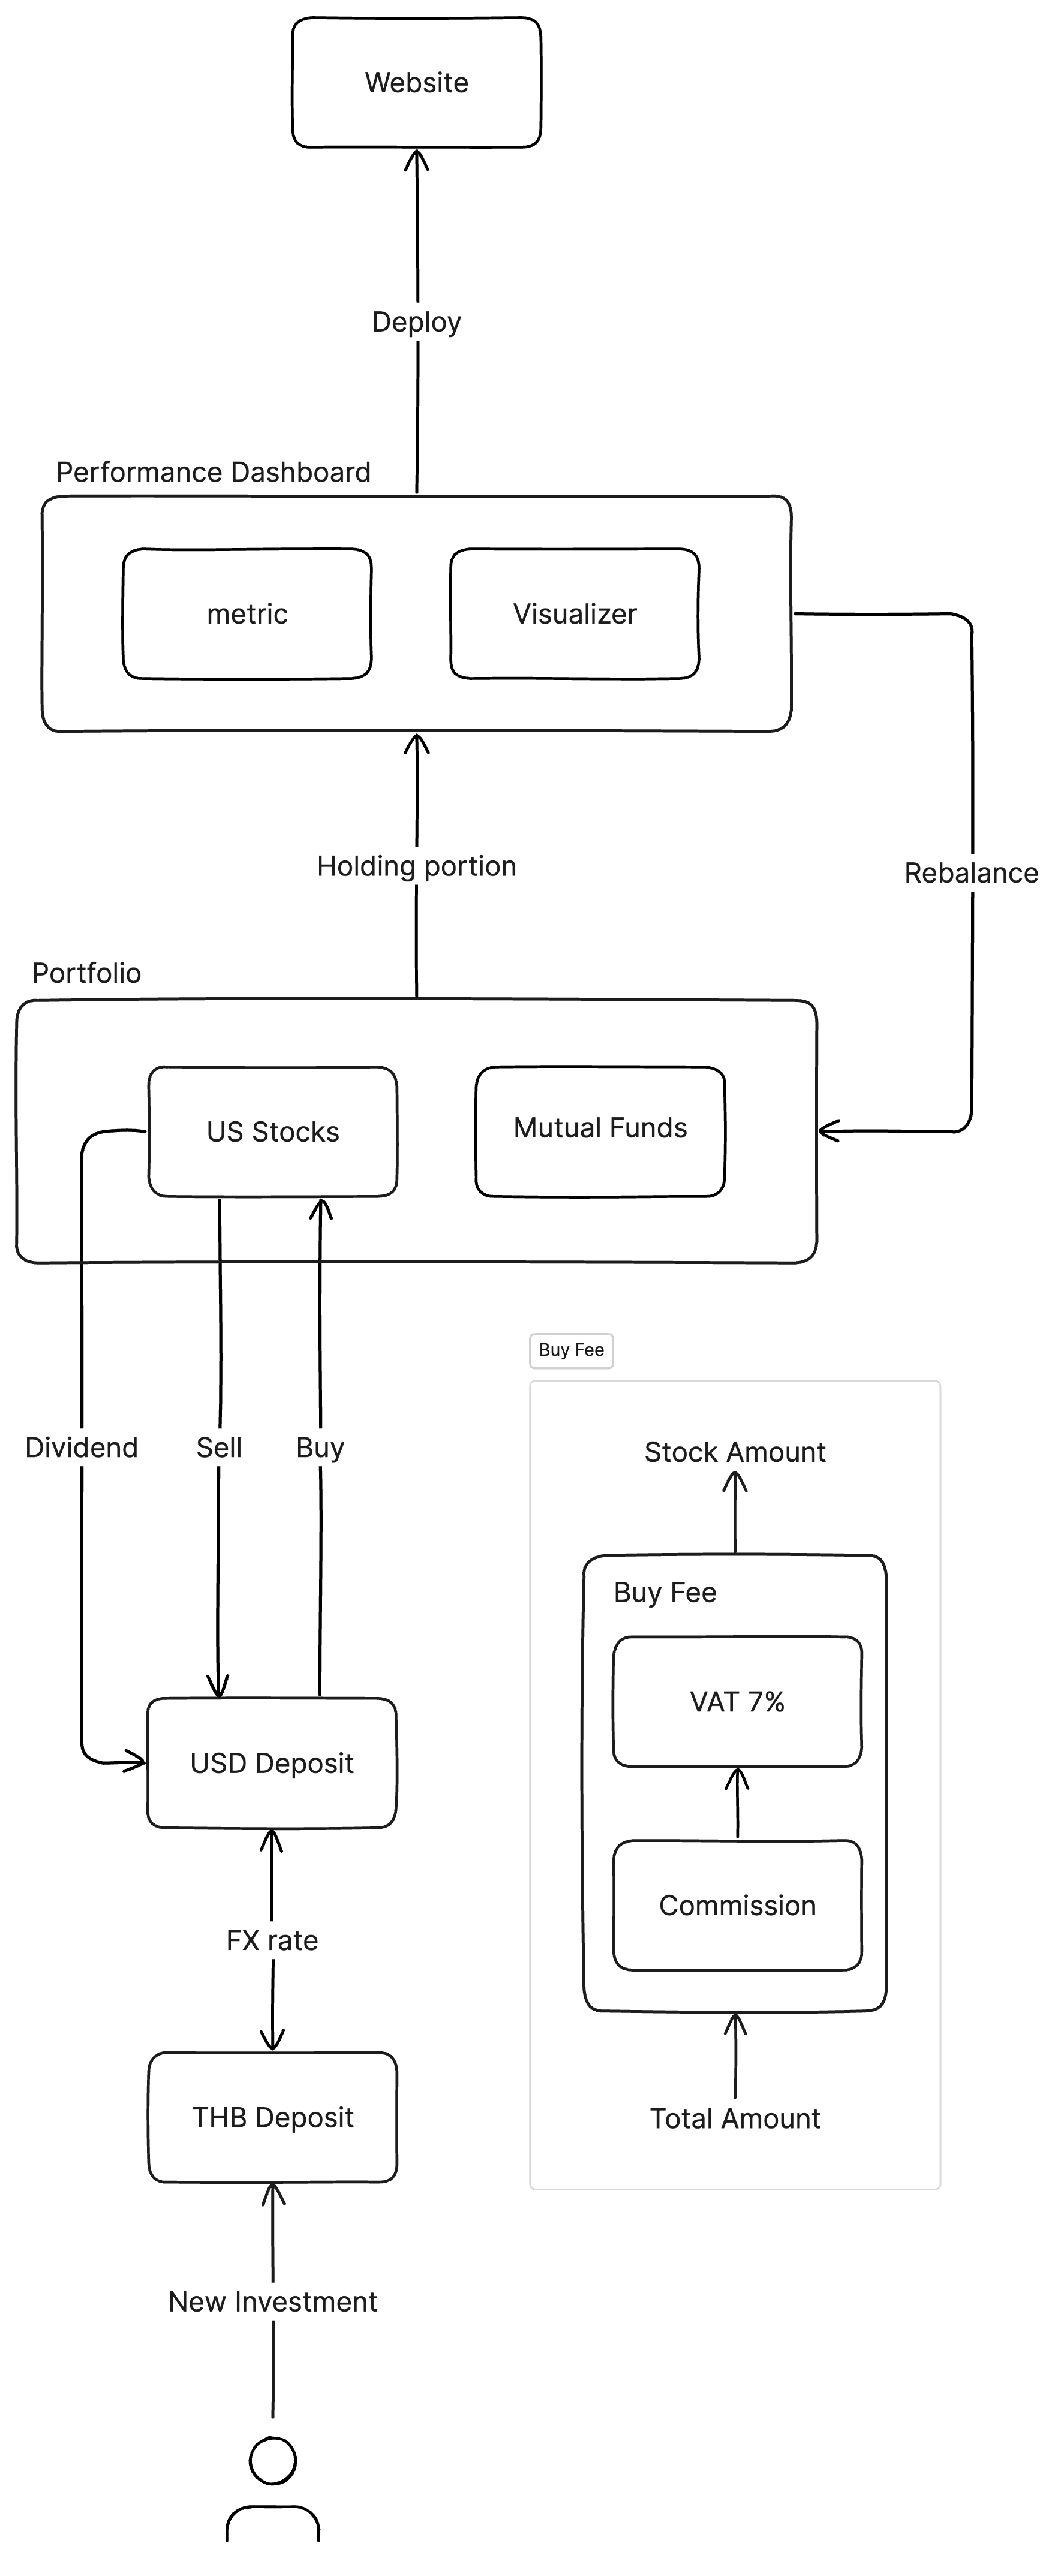 Website
Deploy
Performance Dashboard
metric
Visualizer
Holding portion
Rebalance
Portfolio
US Stocks
Mutual Funds
Dividend
Sell
Buy
USD Deposit
FX rate
THB Deposit
New Investment
Buy Fee
Stock Amount
Buy Fee
VAT 7%
Commission
Total Amount